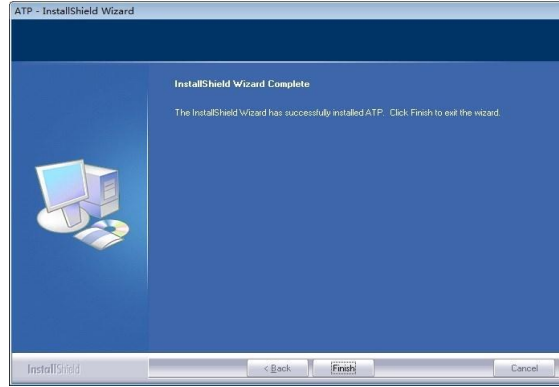 ATP - InstallShield Wizard
InstallShield Wizard Complete
The InstallShield Wizard has successfully installed ATP. Click Finish to exit the wizard.
InstallShield
< Back
Finish
Cancel